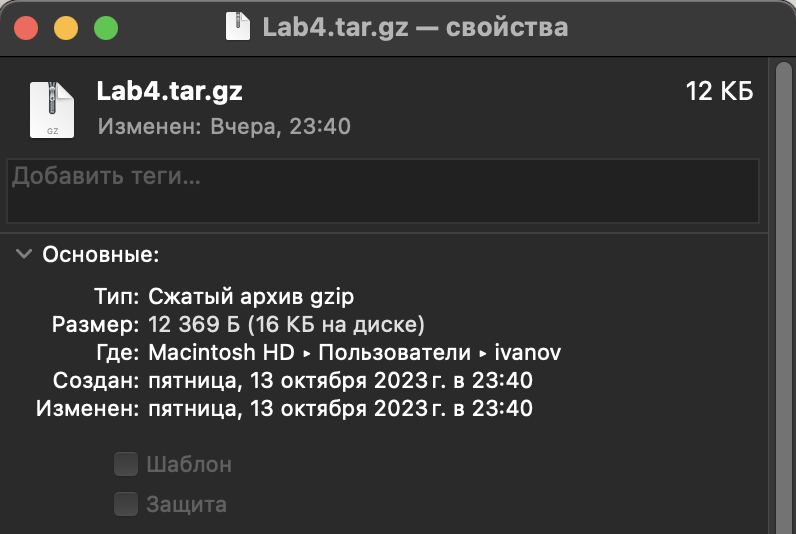 Lab4.tar.gz — свойства
Lab4.tar.gz 12 КБ
Изменен: Вчера, 23:40
GZ
Добавить теги...
Основные:
Тип: Сжатый архив gzip
Размер: 12 369 Б (16 КБ на диске)
Где: Macintosh HD ▸ Пользователи ▸ ivanov
Создан: пятница, 13 октября 2023 г. в 23:40
Изменен: пятница, 13 октября 2023 г. в 23:40
Шаблон
Защита